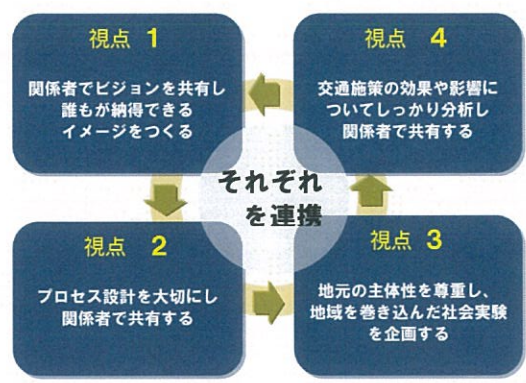 視点 1
関係者でビジョンを共有し
誰もが納得できる
イメージをつくる
視点 4
交通施策の効果や影響に
ついてしっかり分析し
関係者で共有する
それぞれ
を連携
視点 2
プロセス設計を大切にし
関係者で共有する
視点 3
地元の主体性を尊重し、
地域を巻き込んだ社会実験
を企画する